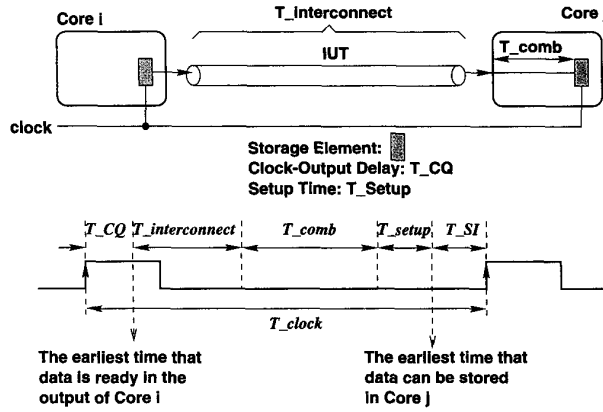 T_interconnect
Core i
Core
IUT
T_comb
clock
Storage Element:
Clock-Output Delay: T_CQ
Setup Time: T_Setup
T_CQ T_interconnect T_comb T_setup T_SI
T_clock
The earliest time that
data is ready in the
output of Core i
The earliest time that
data can be stored
in Core j